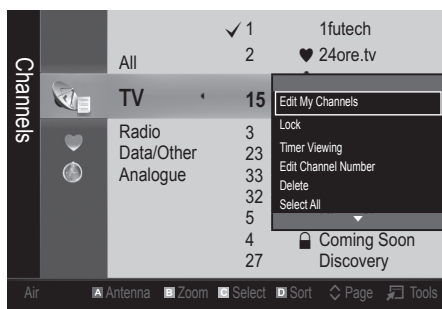 Channels
All
TV
Radio
Data/Other
Analogue
1 1futech
2 24ore.tv
15
3
23
33
32
5
4 Coming Soon
27 Discovery
Edit My Channels
Lock
Timer Viewing
Edit Channel Number
Delete
Select All
Air A Antenna B Zoom C Select D Sort Page Tools